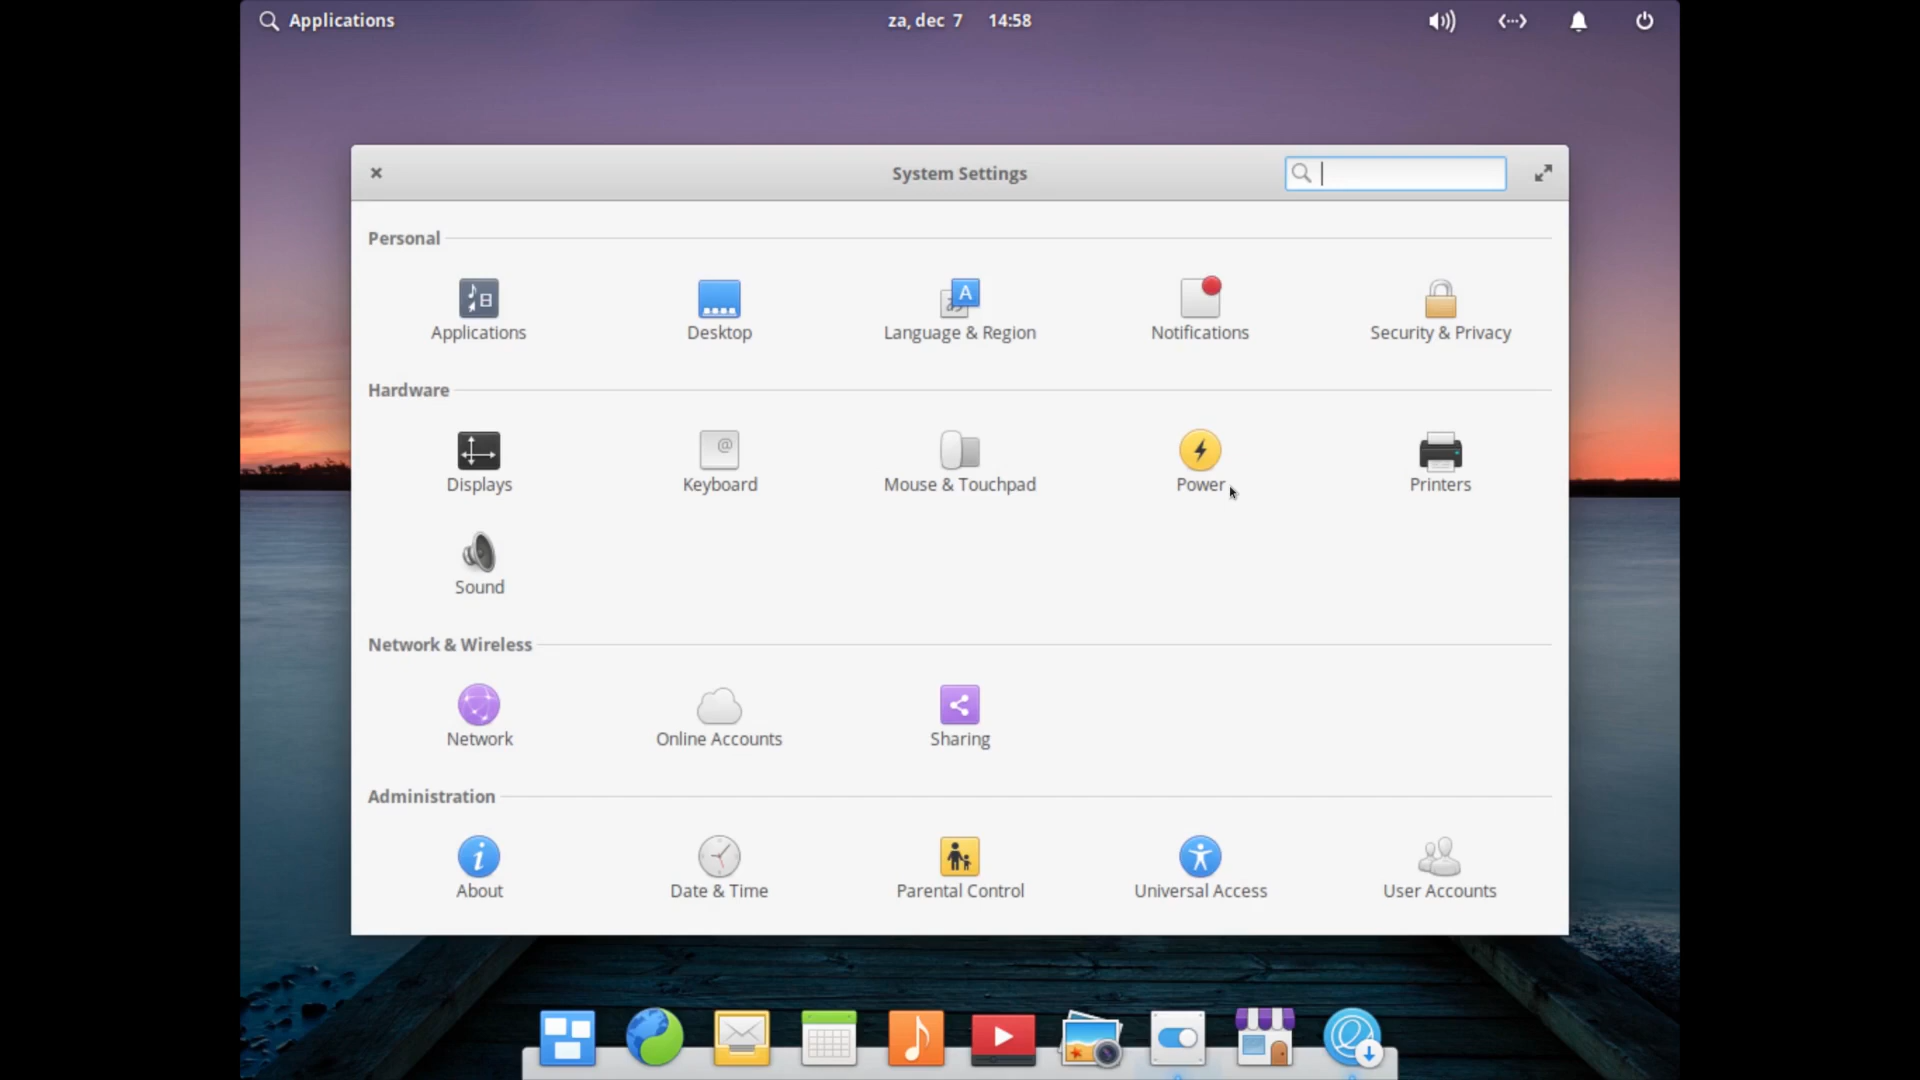 Applications
za, dec 7 14:58
System Settings
Personal
Applications
Desktop
Language & Region
Notifications
Security & Privacy
Hardware
Displays
Keyboard
Mouse & Touchpad
Power
Printers
Sound
Network & Wireless
Network
Online Accounts
Sharing
Administration
About
Date & Time
Parental Control
Universal Access
User Accounts